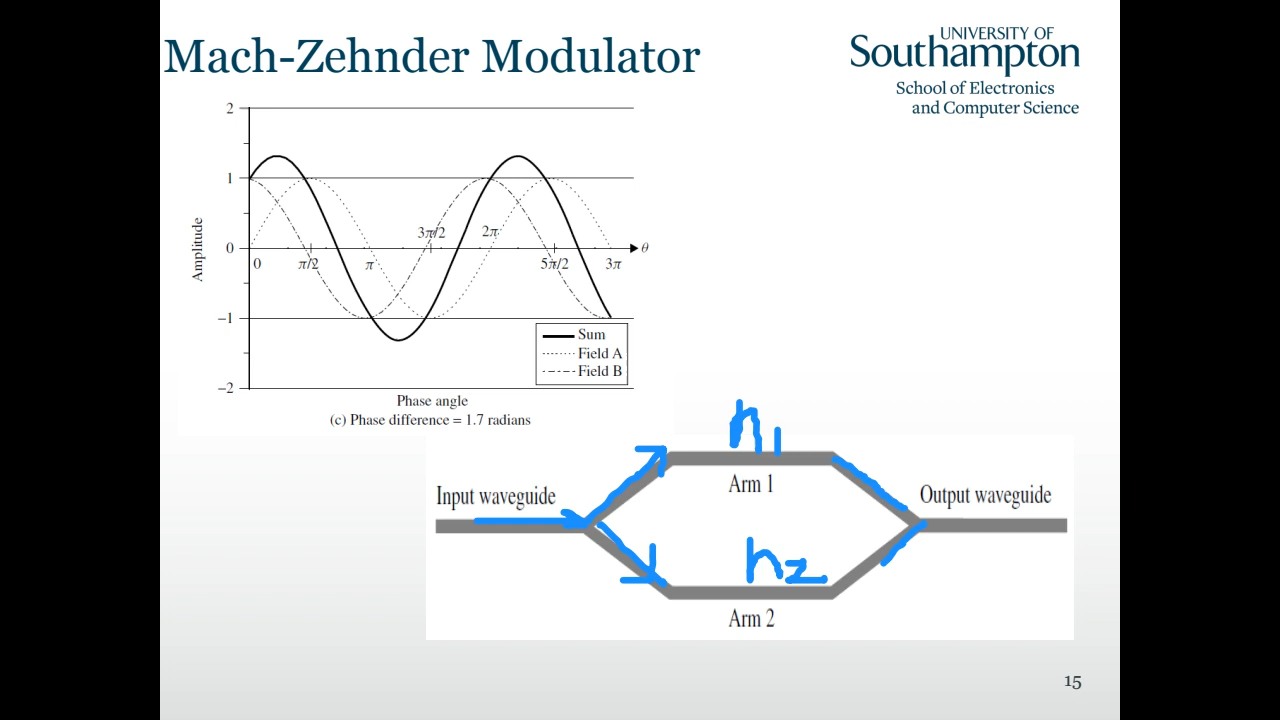 Mach-Zehnder Modulator
UNIVERSITY OF
Southampton
School of Electronics
and Computer Science
2
1
0
−1
−2
Amplitude
0
π/2
π
3π/2
2π
5π/2
3π
θ
Sum
Field A
Field B
Phase angle
(c) Phase difference = 1.7 radians
n1
Input waveguide
Arm 1
Output waveguide
n2
Arm 2
15